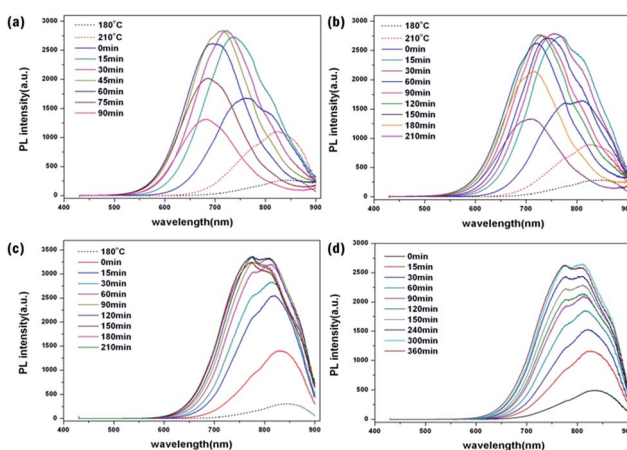 (a)
PL intensity(a.u.)
3000
2500
2000
1500
1000
500
0
180°C
210°C
0min
15min
30min
45min
60min
75min
90min
400 500 600 700 800 900
wavelength(nm)
(b)
PL intensity(a.u.)
3000
2500
2000
1500
1000
500
0
180°C
210°C
0min
15min
30min
60min
90min
120min
150min
180min
210min
400 500 600 700 800 900
wavelength(nm)
(c)
PL intensity(a.u.)
3500
3000
2500
2000
1500
1000
500
0
180°C
0min
15min
30min
60min
90min
120min
150min
180min
210min
400 500 600 700 800 900
wavelength(nm)
(d)
PL intensity(a.u.)
3000
2500
2000
1500
1000
500
0
0min
15min
30min
60min
90min
120min
150min
240min
300min
360min
400 500 600 700 800 900
wavelength(nm)